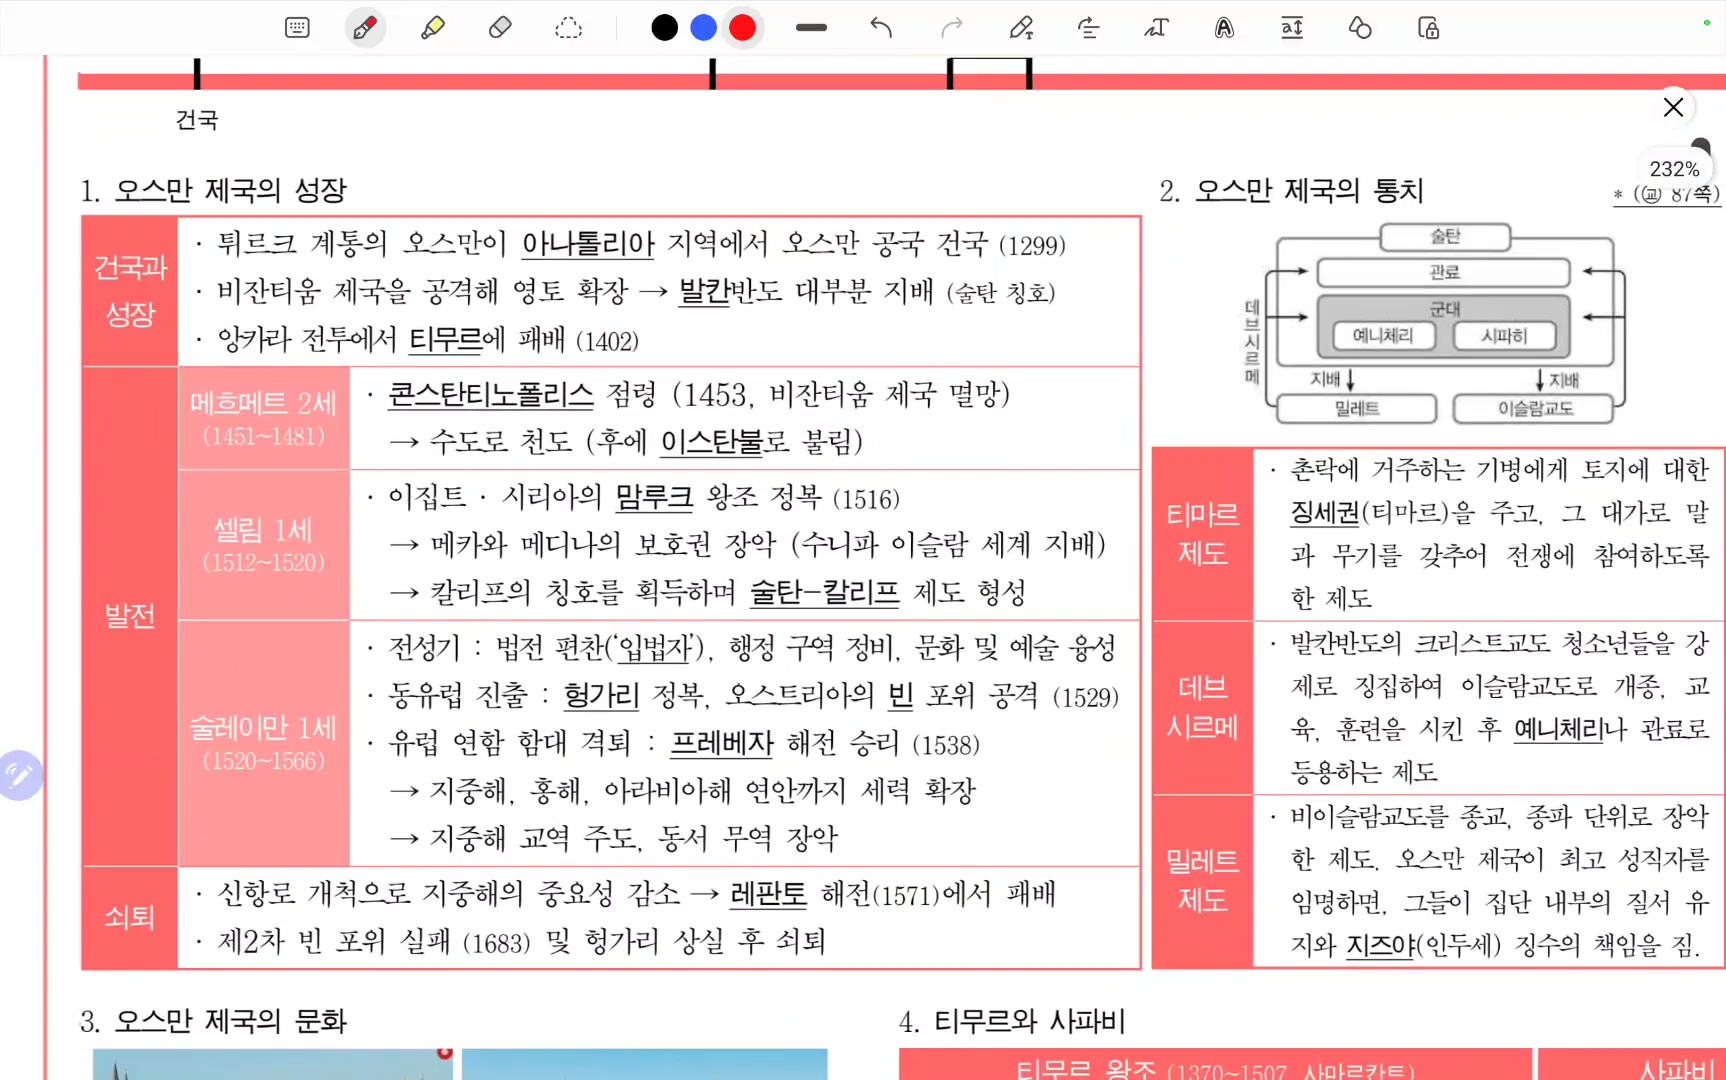 232%
건국
1. 오스만 제국의 성장
건국과 성장
· 튀르크 계통의 오스만이 아나톨리아 지역에서 오스만 공국 건국 (1299)
· 비잔티움 제국을 공격해 영토 확장 → 발칸반도 대부분 지배 (술탄 칭호)
· 앙카라 전투에서 티무르에 패배 (1402)
발전
메흐메트 2세
(1451~1481)
· 콘스탄티노폴리스 점령 (1453, 비잔티움 제국 멸망)
→ 수도로 천도 (후에 이스탄불로 불림)
셀림 1세
(1512~1520)
· 이집트 · 시리아의 맘루크 왕조 정복 (1516)
→ 메카와 메디나의 보호권 장악 (수니파 이슬람 세계 지배)
→ 칼리프의 칭호를 획득하며 술탄-칼리프 제도 형성
술레이만 1세
(1520~1566)
· 전성기 : 법전 편찬(‘입법자’), 행정 구역 정비, 문화 및 예술 융성
· 동유럽 진출 : 헝가리 정복, 오스트리아의 빈 포위 공격 (1529)
· 유럽 연합 함대 격퇴 : 프레베자 해전 승리 (1538)
→ 지중해, 홍해, 아라비아해 연안까지 세력 확장
→ 지중해 교역 주도, 동서 무역 장악
쇠퇴
· 신항로 개척으로 지중해의 중요성 감소 → 레판토 해전(1571)에서 패배
· 제2차 빈 포위 실패 (1683) 및 헝가리 상실 후 쇠퇴
2. 오스만 제국의 통치
* (교 87쪽)
술탄
관료
군대
예니체리 시파히
데브시르메
지배 지배
밀레트 이슬람교도
티마르
제도
· 촌락에 거주하는 기병에게 토지에 대한
징세권(티마르)을 주고, 그 대가로 말
과 무기를 갖추어 전쟁에 참여하도록
한 제도
데브
시르메
· 발칸반도의 크리스트교도 청소년들을 강
제로 징집하여 이슬람교도로 개종, 교
육, 훈련을 시킨 후 예니체리나 관료로
등용하는 제도
밀레트
제도
· 비이슬람교도를 종교, 종파 단위로 장악
한 제도. 오스만 제국이 최고 성직자를
임명하면, 그들이 집단 내부의 질서 유
지와 지즈야(인두세) 징수의 책임을 짐.
3. 오스만 제국의 문화
4. 티무르와 사파비
티무르 왕조 (1370~1507, 사마르칸트)
사파비